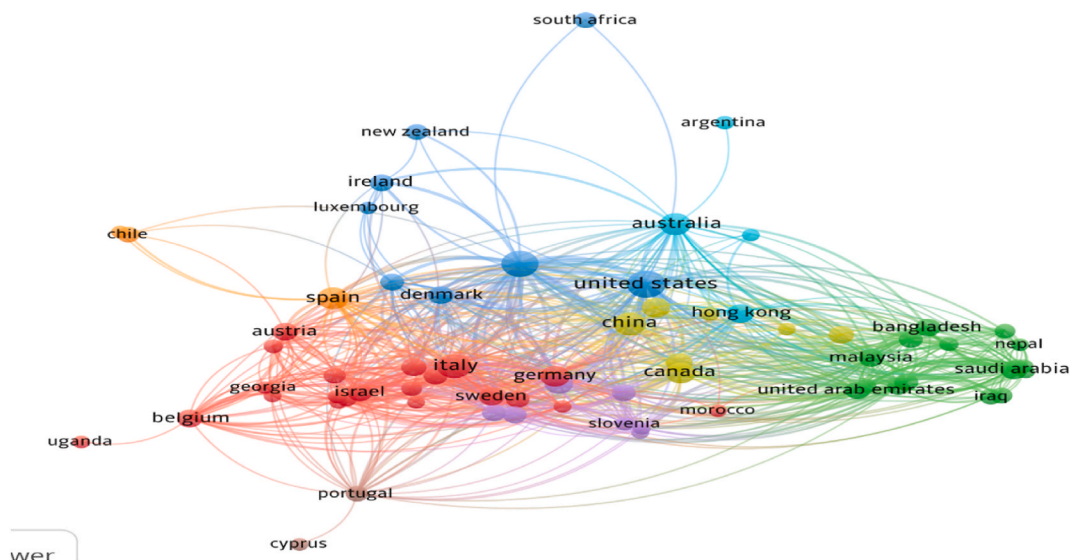 south africa
argentina
new zealand
ireland
luxembourg
australia
chile
united states
denmark
spain
hong kong
china
bangladesh
austria
nepal
malaysia
italy
saudi arabia
canada
germany
georgia
israel
united arab emirates
sweden
iraq
morocco
belgium
slovenia
uganda
portugal
cyprus
wer